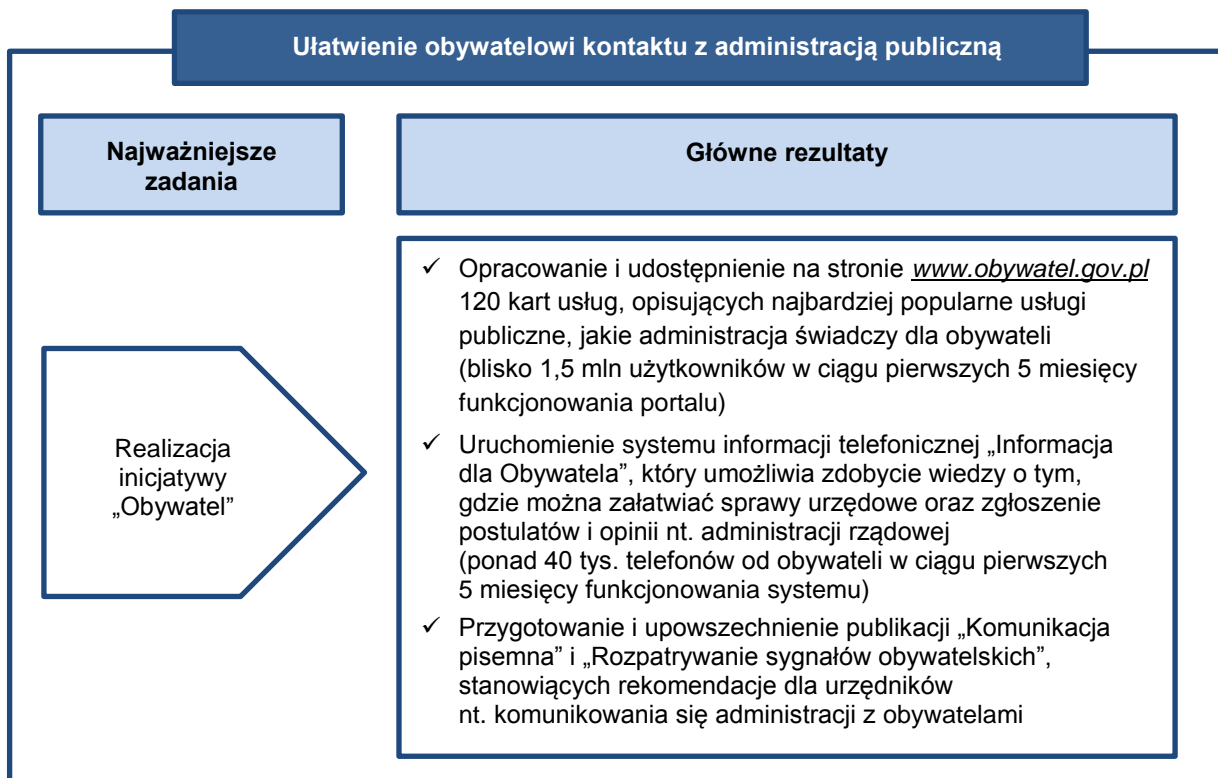 Ułatwienie obywatelowi kontaktu z administracją publiczną
Najważniejsze
zadania
Główne rezultaty
Realizacja
inicjatywy
„Obywatel”
✓ Opracowanie i udostępnienie na stronie www.obywatel.gov.pl
120 kart usług, opisujących najbardziej popularne usługi
publiczne, jakie administracja świadczy dla obywateli
(blisko 1,5 mln użytkowników w ciągu pierwszych 5 miesięcy
funkcjonowania portalu)
✓ Uruchomienie systemu informacji telefonicznej „Informacja
dla Obywatela”, który umożliwia zdobycie wiedzy o tym,
gdzie można załatwiać sprawy urzędowe oraz zgłoszenie
postulatów i opinii nt. administracji rządowej
(ponad 40 tys. telefonów od obywateli w ciągu pierwszych
5 miesięcy funkcjonowania systemu)
✓ Przygotowanie i upowszechnienie publikacji „Komunikacja
pisemna” i „Rozpatrywanie sygnałów obywatelskich”,
stanowiących rekomendacje dla urzędników
nt. komunikowania się administracji z obywatelami